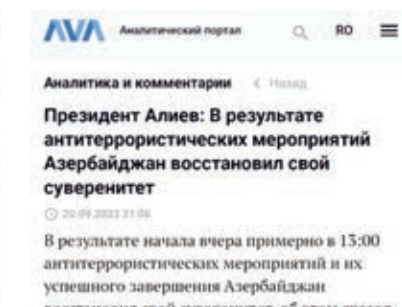 AVA Аналитический портал RO
Аналитика и комментарии < Назад
Президент Алиев: В результате
антитеррористических мероприятий
Азербайджан восстановил свой
суверенитет
20.09.2023 21:06
В результате начала вчера примерно в 13:00
антитеррористических мероприятий и их
успешного завершения Азербайджан